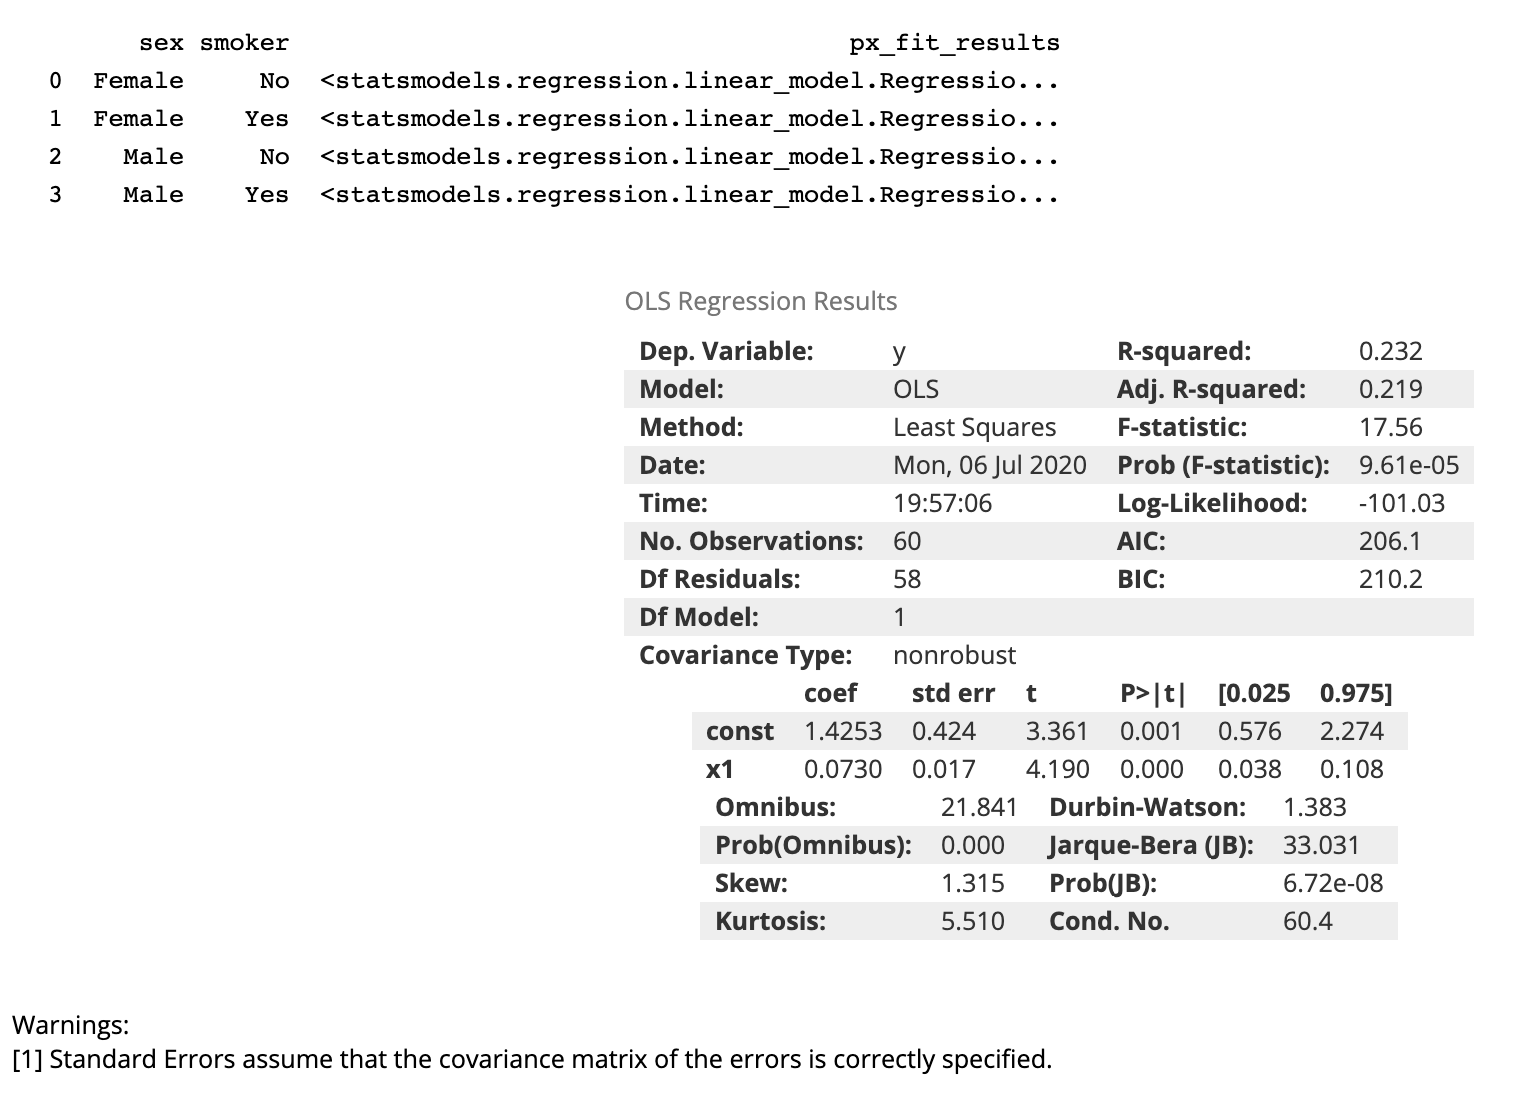 sex smoker px_fit_results
0 Female No <statsmodels.regression.linear_model.Regressio...
1 Female Yes <statsmodels.regression.linear_model.Regressio...
2 Male No <statsmodels.regression.linear_model.Regressio...
3 Male Yes <statsmodels.regression.linear_model.Regressio...
OLS Regression Results
Dep. Variable: y R-squared: 0.232
Model: OLS Adj. R-squared: 0.219
Method: Least Squares F-statistic: 17.56
Date: Mon, 06 Jul 2020 Prob (F-statistic): 9.61e-05
Time: 19:57:06 Log-Likelihood: -101.03
No. Observations: 60 AIC: 206.1
Df Residuals: 58 BIC: 210.2
Df Model: 1
Covariance Type: nonrobust
coef std err t P>|t| [0.025 0.975]
const 1.4253 0.424 3.361 0.001 0.576 2.274
x1 0.0730 0.017 4.190 0.000 0.038 0.108
Omnibus: 21.841 Durbin-Watson: 1.383
Prob(Omnibus): 0.000 Jarque-Bera (JB): 33.031
Skew: 1.315 Prob(JB): 6.72e-08
Kurtosis: 5.510 Cond. No. 60.4
Warnings:
[1] Standard Errors assume that the covariance matrix of the errors is correctly specified.